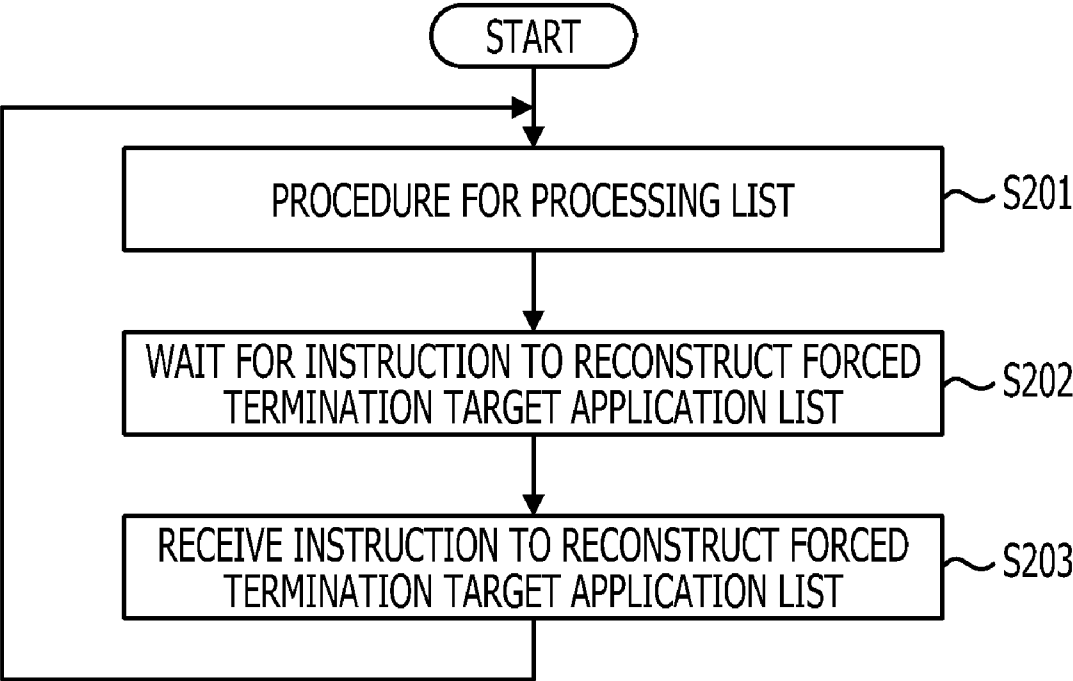 START
PROCEDURE FOR PROCESSING LIST
S201
WAIT FOR INSTRUCTION TO RECONSTRUCT FORCED
TERMINATION TARGET APPLICATION LIST
S202
RECEIVE INSTRUCTION TO RECONSTRUCT FORCED
TERMINATION TARGET APPLICATION LIST
S203